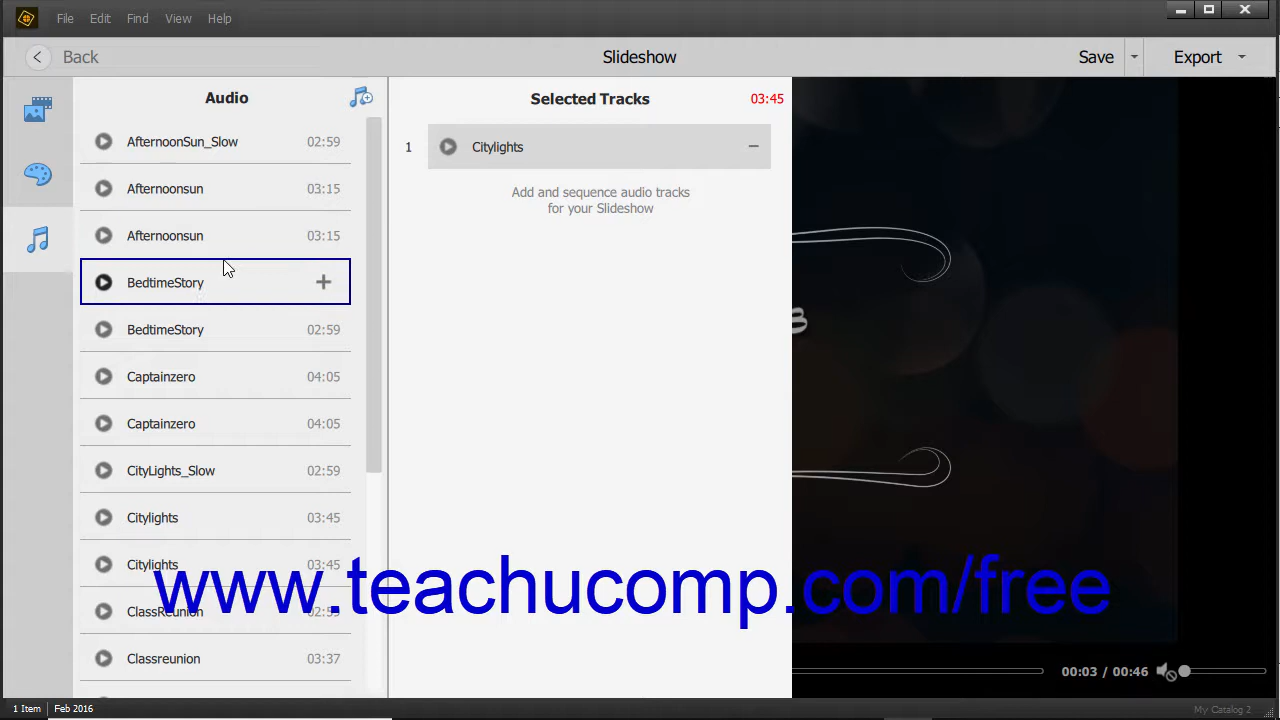 File Edit Find View Help
Back Slideshow Save Export
Audio
AfternoonSun_Slow 02:59
Afternoonsun 03:15
Afternoonsun 03:15
BedtimeStory +
BedtimeStory 02:59
Captainzero 04:05
Captainzero 04:05
CityLights_Slow 02:59
Citylights 03:45
Citylights 03:45
ClassReunion
Classreunion 03:37
Selected Tracks 03:45
1 Citylights −
Add and sequence audio tracks
for your Slideshow
www.teachucomp.com/free
00:03 / 00:46
1 Item Feb 2016 My Catalog 2